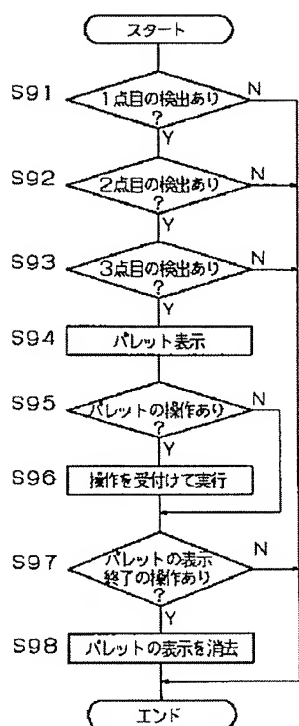 スタート
S91
1点目の検出あり
?
N
Y
S92
2点目の検出あり
?
N
Y
S93
3点目の検出あり
?
N
Y
S94
パレット表示
S95
パレットの操作あり
?
N
Y
S96
操作を受付けて実行
S97
パレットの表示
終了の操作あり
?
N
Y
S98
パレットの表示を消去
エンド